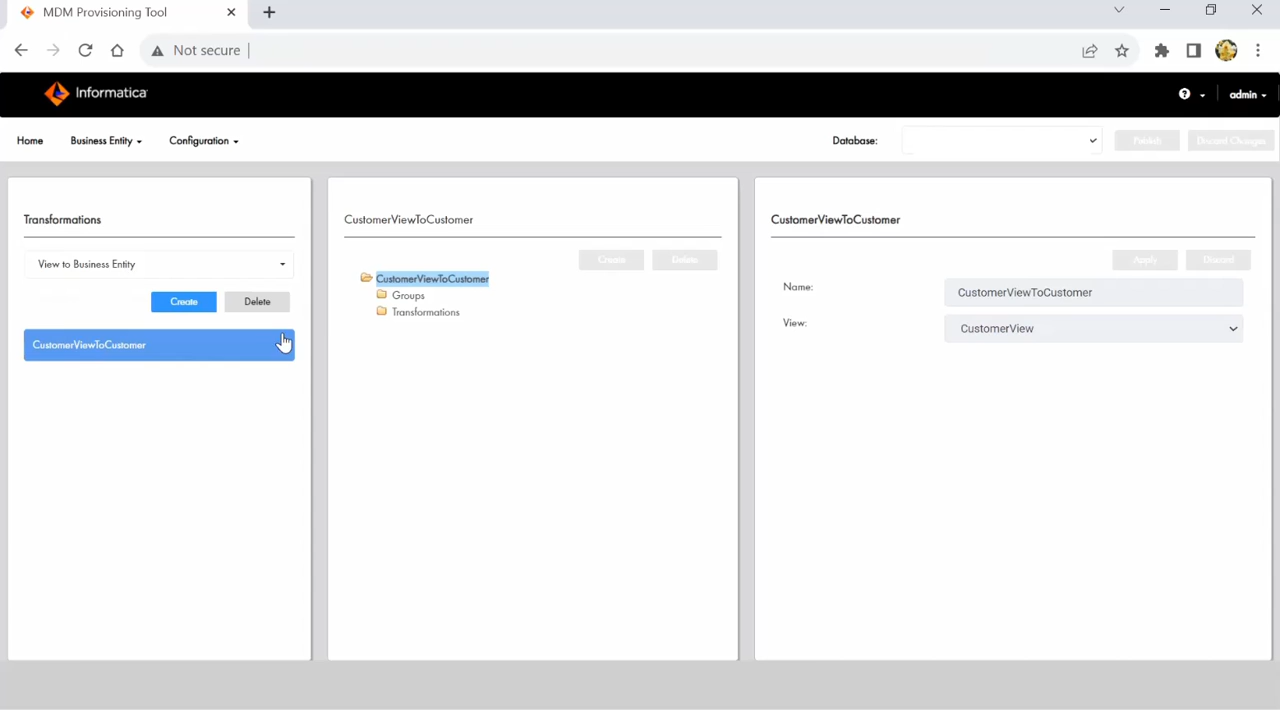 MDM Provisioning Tool
Not secure
Informatica
admin
Home
Business Entity
Configuration
Database:
Publish
Discard Changes
Transformations
View to Business Entity
Create
Delete
CustomerViewToCustomer
CustomerViewToCustomer
Create
Delete
CustomerViewToCustomer
Groups
Transformations
CustomerViewToCustomer
Apply
Discard
Name:
CustomerViewToCustomer
View:
CustomerView